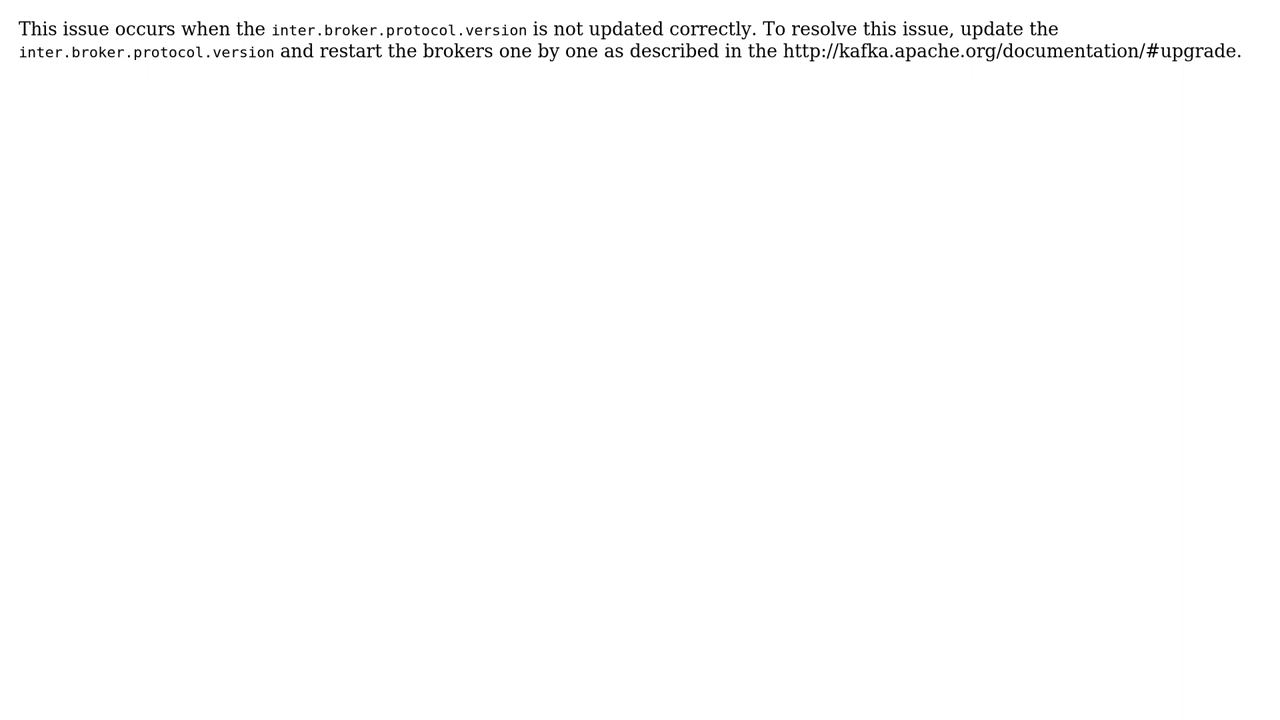 This issue occurs when the inter.broker.protocol.version is not updated correctly. To resolve this issue, update the
inter.broker.protocol.version and restart the brokers one by one as described in the http://kafka.apache.org/documentation/#upgrade.